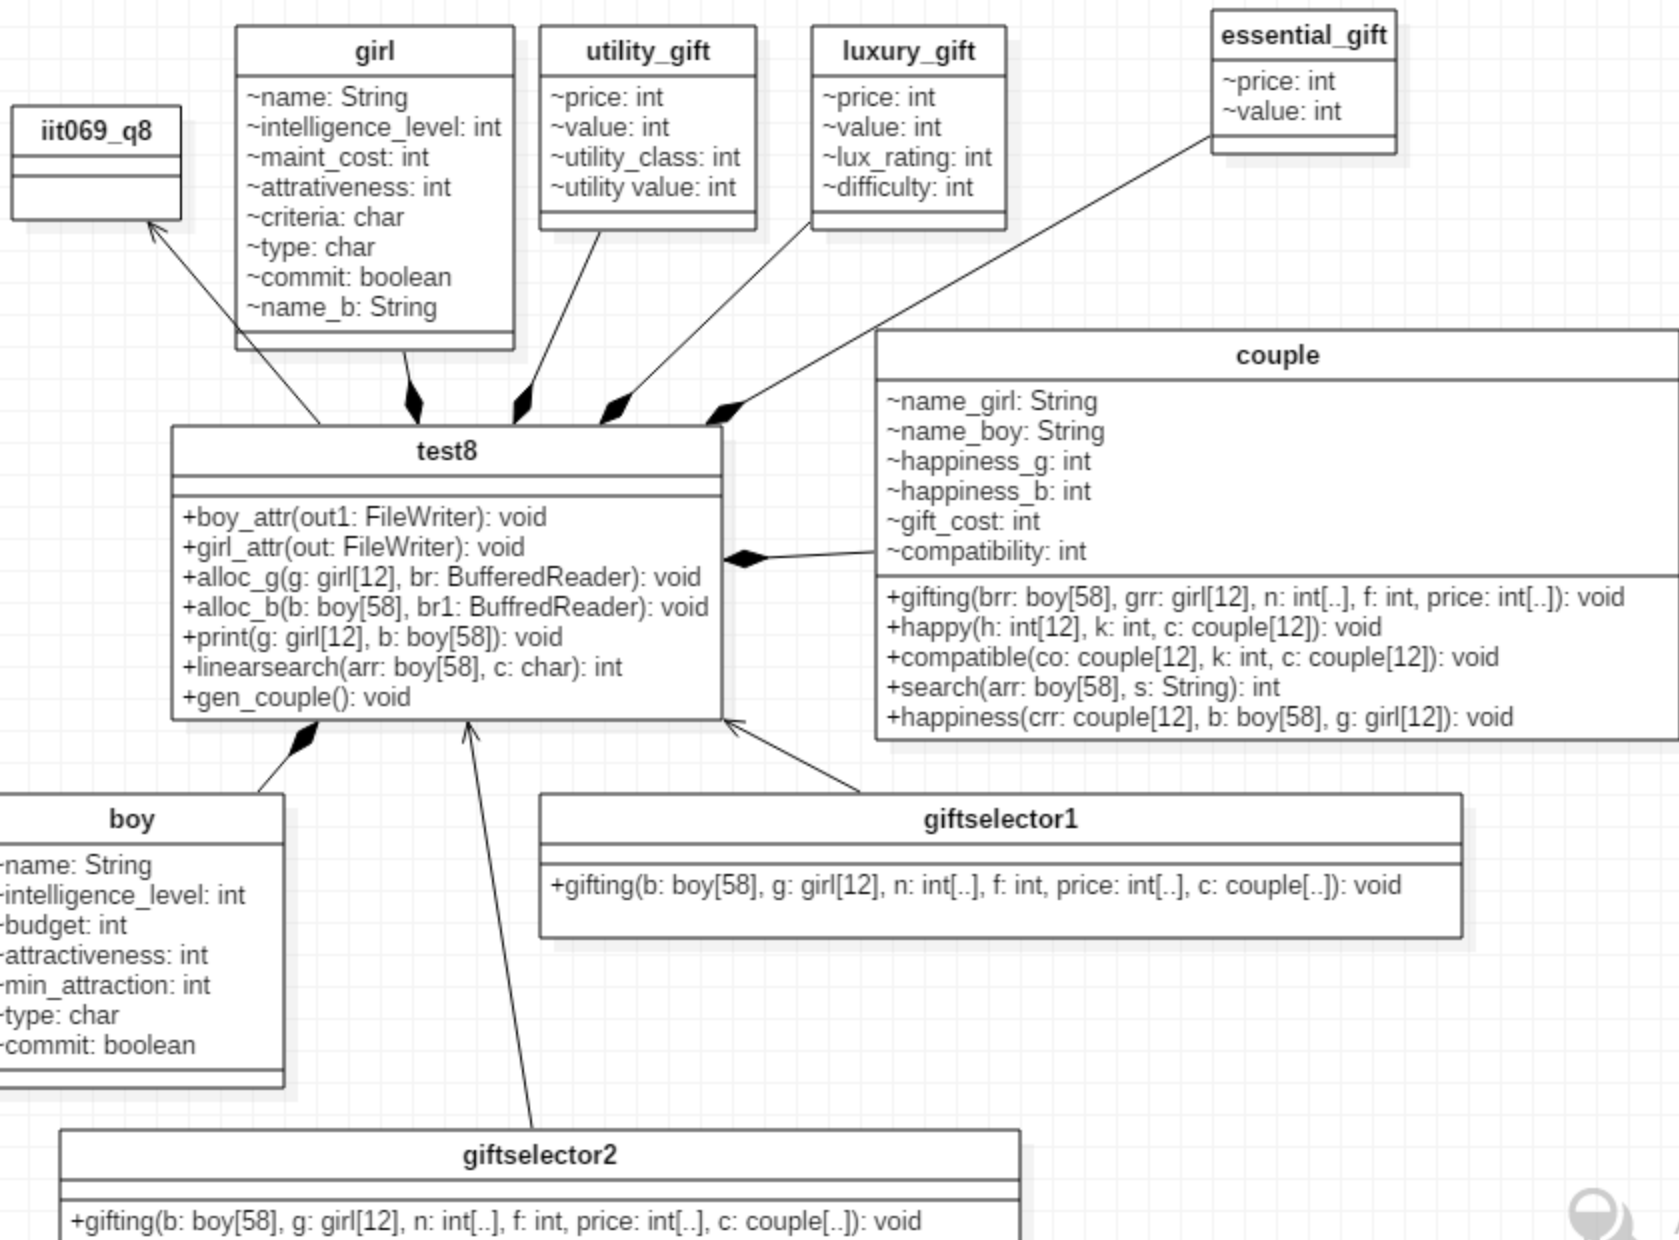 iit069_q8
girl
~name: String
~intelligence_level: int
~maint_cost: int
~attrativeness: int
~criteria: char
~type: char
~commit: boolean
~name_b: String
utility_gift
~price: int
~value: int
~utility_class: int
~utility value: int
luxury_gift
~price: int
~value: int
~lux_rating: int
~difficulty: int
essential_gift
~price: int
~value: int
test8
+boy_attr(out1: FileWriter): void
+girl_attr(out: FileWriter): void
+alloc_g(g: girl[12], br: BufferedReader): void
+alloc_b(b: boy[58], br1: BuffredReader): void
+print(g: girl[12], b: boy[58]): void
+linearsearch(arr: boy[58], c: char): int
+gen_couple(): void
couple
~name_girl: String
~name_boy: String
~happiness_g: int
~happiness_b: int
~gift_cost: int
~compatibility: int
+gifting(brr: boy[58], grr: girl[12], n: int[..], f: int, price: int[..]): void
+happy(h: int[12], k: int, c: couple[12]): void
+compatible(co: couple[12], k: int, c: couple[12]): void
+search(arr: boy[58], s: String): int
+happiness(crr: couple[12], b: boy[58], g: girl[12]): void
boy
~name: String
~intelligence_level: int
~budget: int
~attractiveness: int
~min_attraction: int
~type: char
~commit: boolean
giftselector1
+gifting(b: boy[58], g: girl[12], n: int[..], f: int, price: int[..], c: couple[..]): void
giftselector2
+gifting(b: boy[58], g: girl[12], n: int[..], f: int, price: int[..], c: couple[..]): void